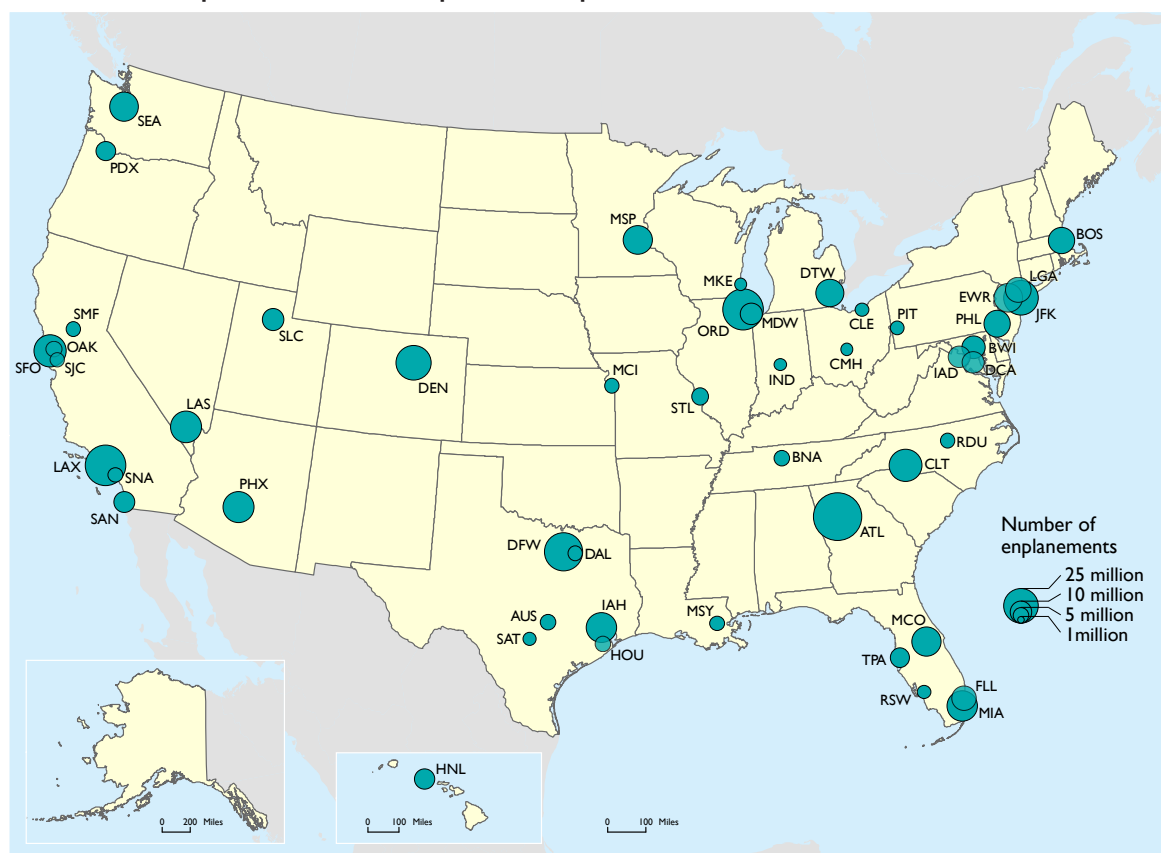 SEA
PDX
MSP
BOS
MKE
DTW
LGA
EWR
JFK
SMF
SLC
ORD
MDW
CLE
PIT
PHL
OAK
SFO
SJC
DEN
MCI
IND
CMH
BWI
IAD
DCA
LAS
STL
RDU
LAX
SNA
BNA
CLT
SAN
PHX
ATL
DFW
DAL
Number of
enplanements
25 million
10 million
5 million
1 million
AUS
IAH
MSY
MCO
SAT
HOU
TPA
FLL
RSW
MIA
HNL
0 200 Miles
0 100 Miles
0 100 Miles